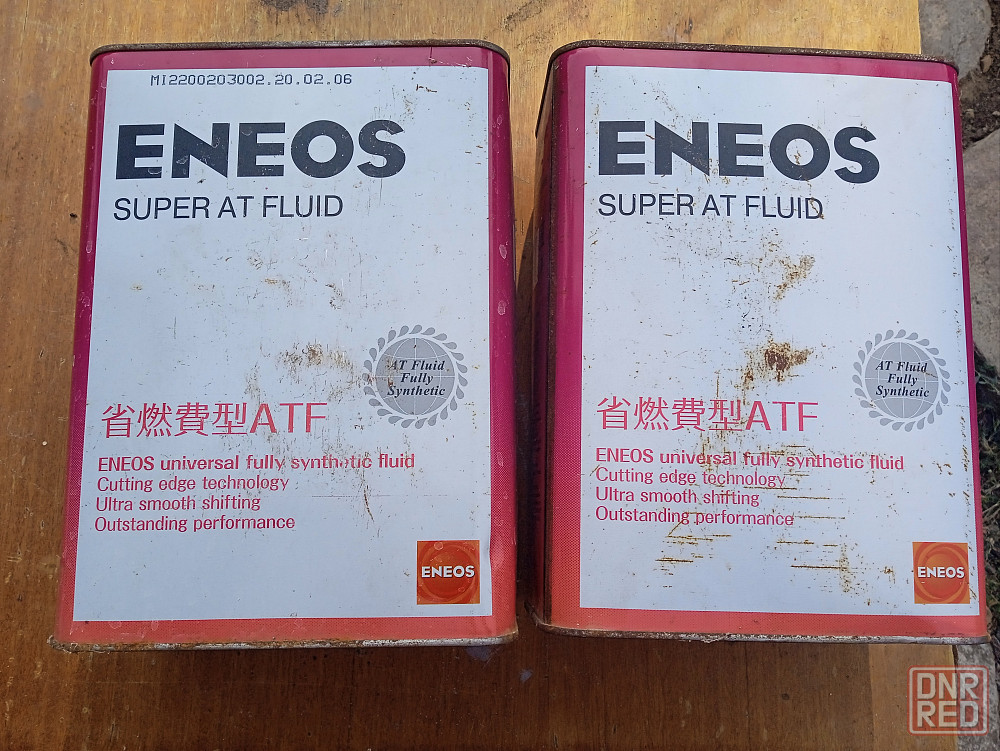 MI2200203002.20.02.06
ENEOS
SUPER AT FLUID
AT Fluid
Fully
Synthetic
省燃費型ATF
ENEOS universal fully synthetic fluid
Cutting edge technology
Ultra smooth shifting
Outstanding performance
ENEOS
ENEOS
SUPER AT FLUID
AT Fluid
Fully
Synthetic
省燃費型ATF
ENEOS universal fully synthetic fluid
Cutting edge technology
Ultra smooth shifting
Outstanding performance
ENEOS
DNR
RED